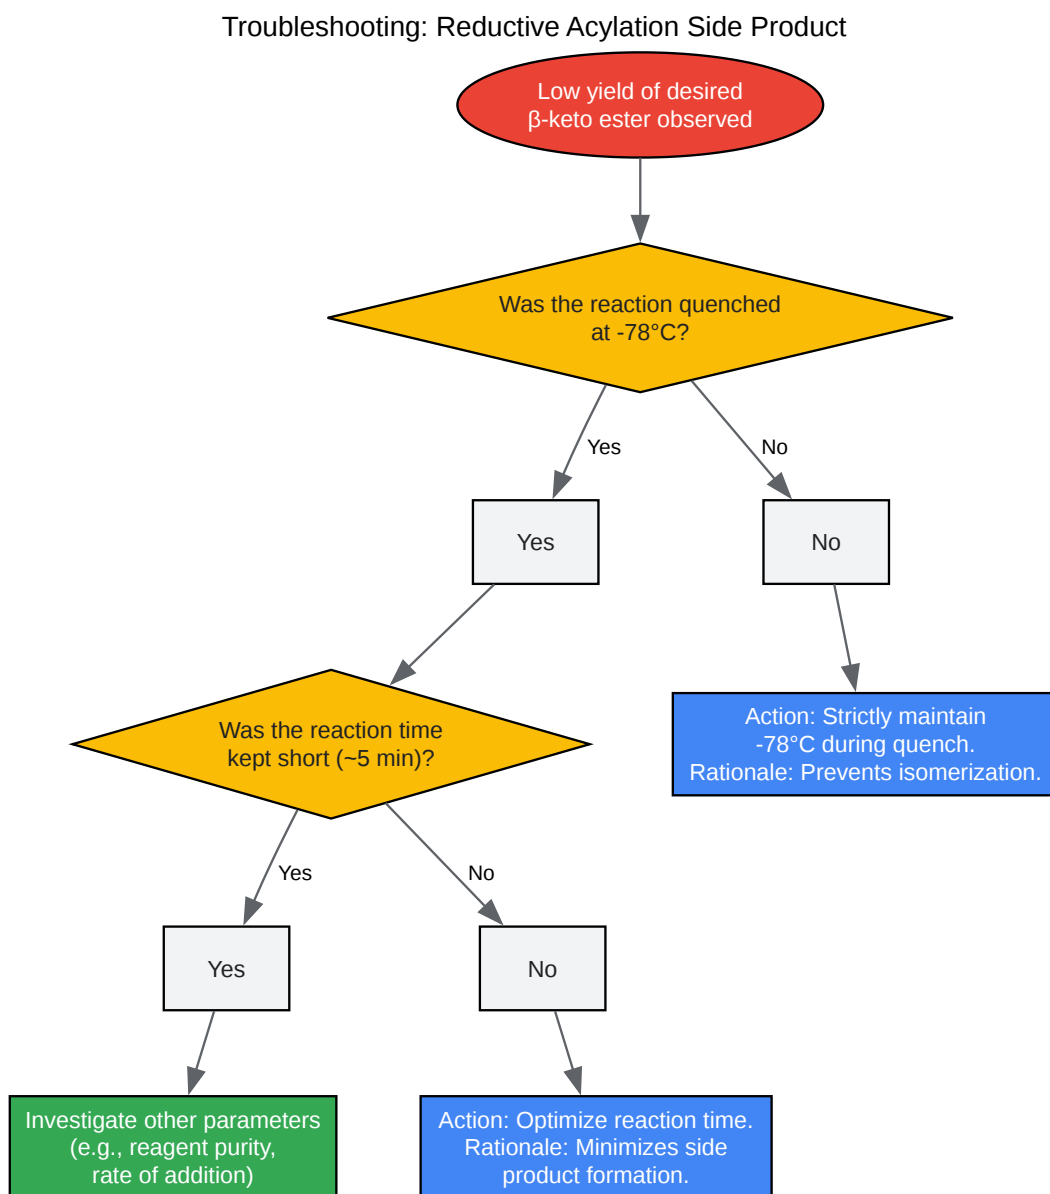 Troubleshooting: Reductive Acylation Side Product
Low yield of desired
β-keto ester observed
Was the reaction quenched
at -78°C?
Yes
No
Yes
No
Was the reaction time
kept short (~5 min)?
Action: Strictly maintain
-78°C during quench.
Rationale: Prevents isomerization.
Yes
No
Yes
No
Investigate other parameters
(e.g., reagent purity,
rate of addition)
Action: Optimize reaction time.
Rationale: Minimizes side
product formation.